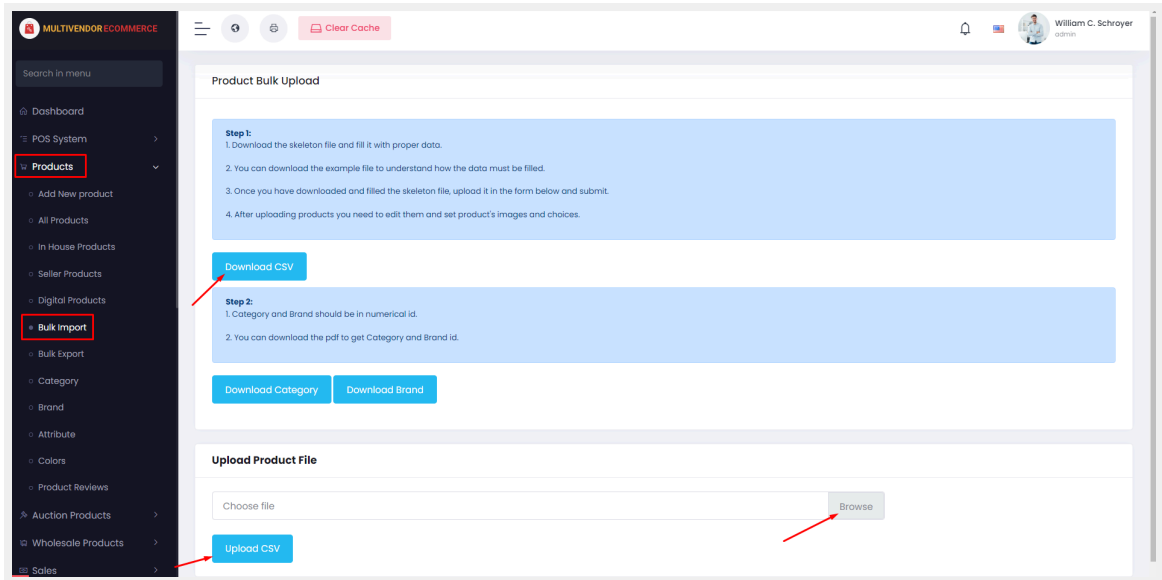 MULTIVENDOR ECOMMERCE
Clear Cache
William C. Schroyer
admin
Search in menu
Dashboard
POS System
Products
Add New product
All Products
In House Products
Seller Products
Digital Products
Bulk Import
Bulk Export
Category
Brand
Attribute
Colors
Product Reviews
Auction Products
Wholesale Products
Sales
Product Bulk Upload
Step 1:
1. Download the skeleton file and fill it with proper data.
2. You can download the example file to understand how the data must be filled.
3. Once you have downloaded and filled the skeleton file, upload it in the form below and submit.
4. After uploading products you need to edit them and set product's images and choices.
Download CSV
Step 2:
1. Category and Brand should be in numerical id.
2. You can download the pdf to get Category and Brand id.
Download Category Download Brand
Upload Product File
Choose file Browse
Upload CSV